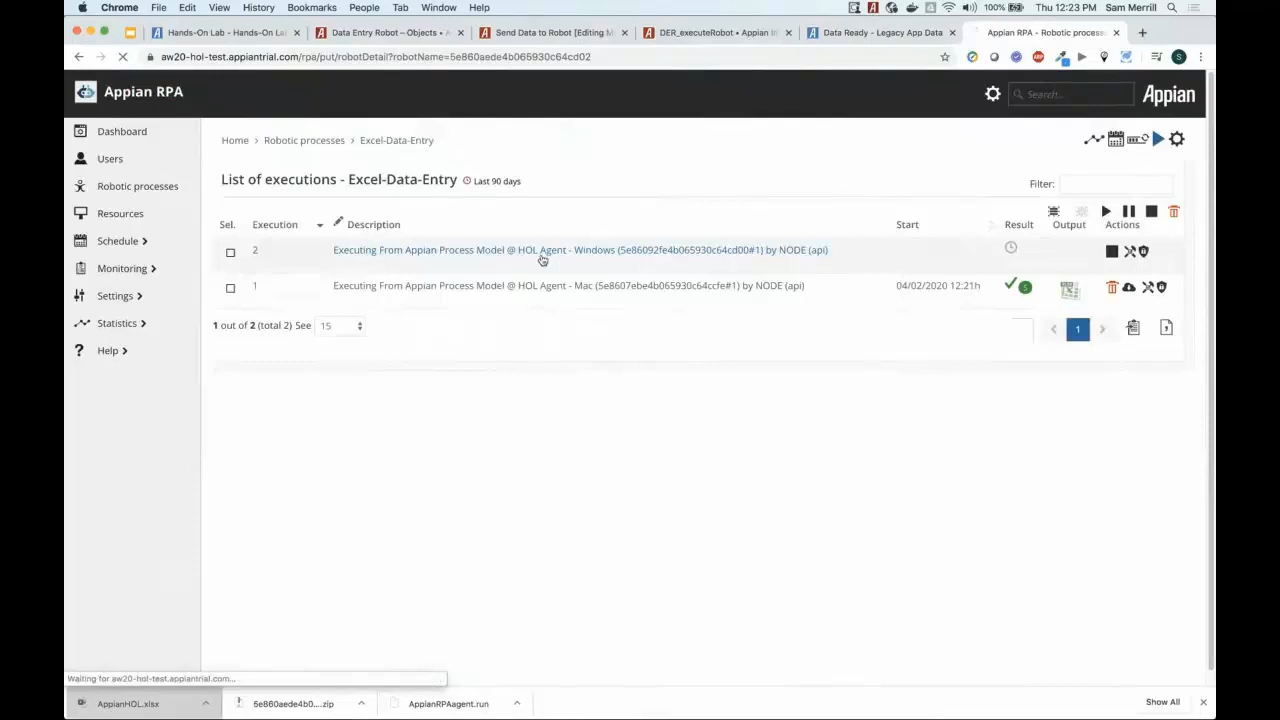 Chrome File Edit View History Bookmarks People Tab Window Help 100% Thu 12:23 PM Sam Merrill
Hands-On Lab - Hands-On La Data Entry Robot – Objects • A Send Data to Robot [Editing M DER_executeRobot • Appian In Data Ready - Legacy App Data Appian RPA - Robotic process
aw20-hol-test.appiantrial.com/rpa/put/robotDetail?robotName=5e860aede4b065930c64cd02 ABP S
Appian RPA Search... Appian
Dashboard
Users
Robotic processes
Resources
Schedule
Monitoring
Settings
Statistics
Help
Home > Robotic processes > Excel-Data-Entry
List of executions - Excel-Data-Entry Last 90 days
Filter:
Sel. Execution Description Start Result Output Actions
2 Executing From Appian Process Model @ HOL Agent - Windows (5e86092fe4b065930c64cd00#1) by NODE (api)
1 Executing From Appian Process Model @ HOL Agent - Mac (5e8607ebe4b065930c64ccfe#1) by NODE (api) 04/02/2020 12:21h S
1 out of 2 (total 2) See 15 < 1 >
Waiting for aw20-hol-test.appiantrial.com...
AppianHOL.xlsx 5e860aede4b0....zip AppianRPAagent.run Show All